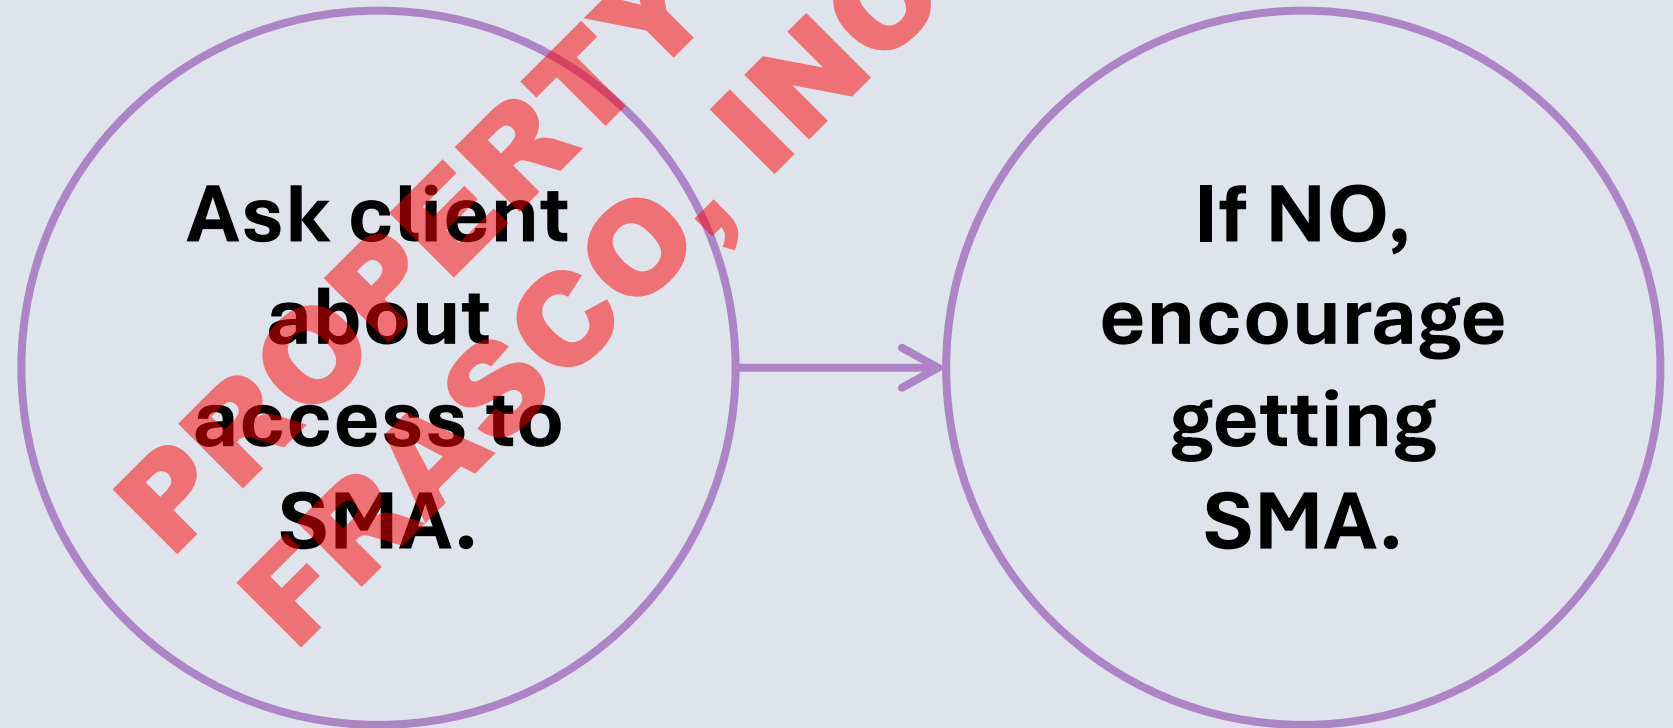 Ask client
about
access to
SMA.
If NO,
encourage
getting
SMA.
PROPERTY
FRASCO, INC